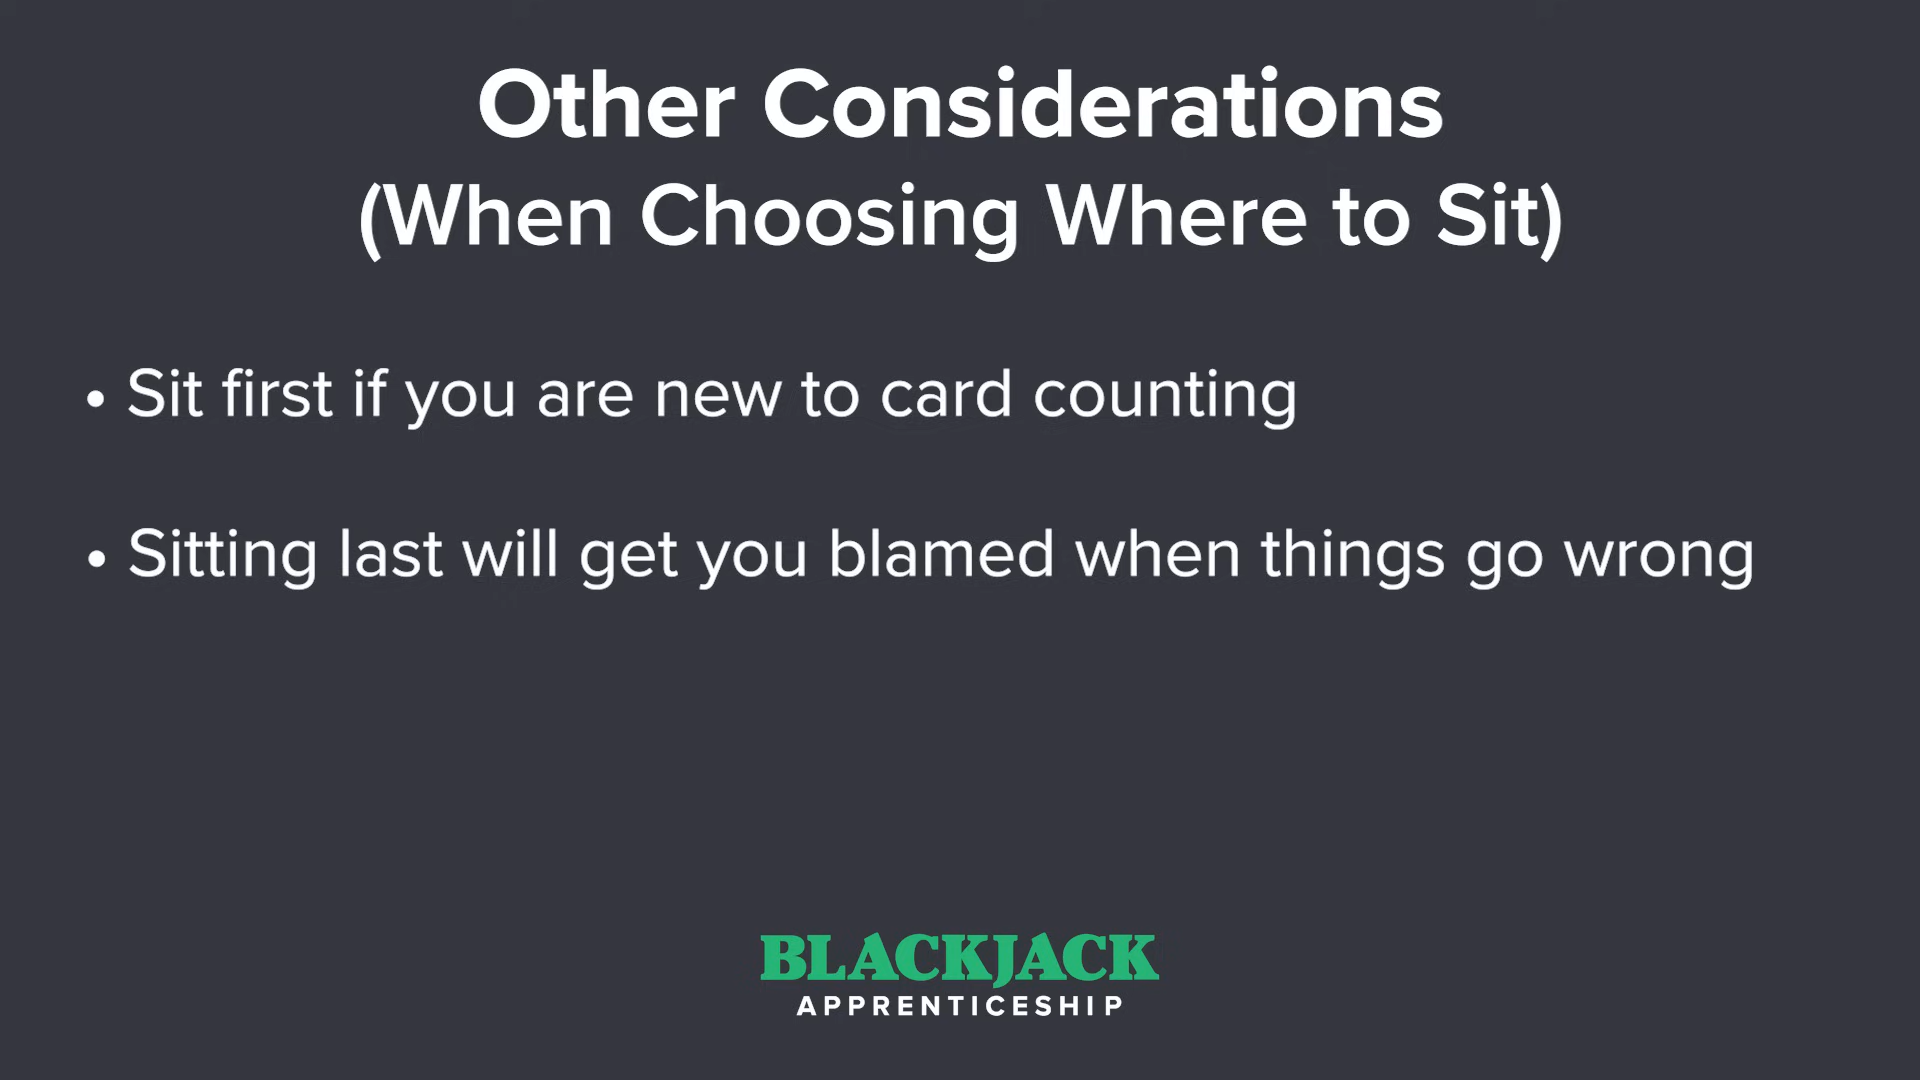 Other Considerations
(When Choosing Where to Sit)
• Sit first if you are new to card counting
• Sitting last will get you blamed when things go wrong
BLACKJACK
APPRENTICESHIP